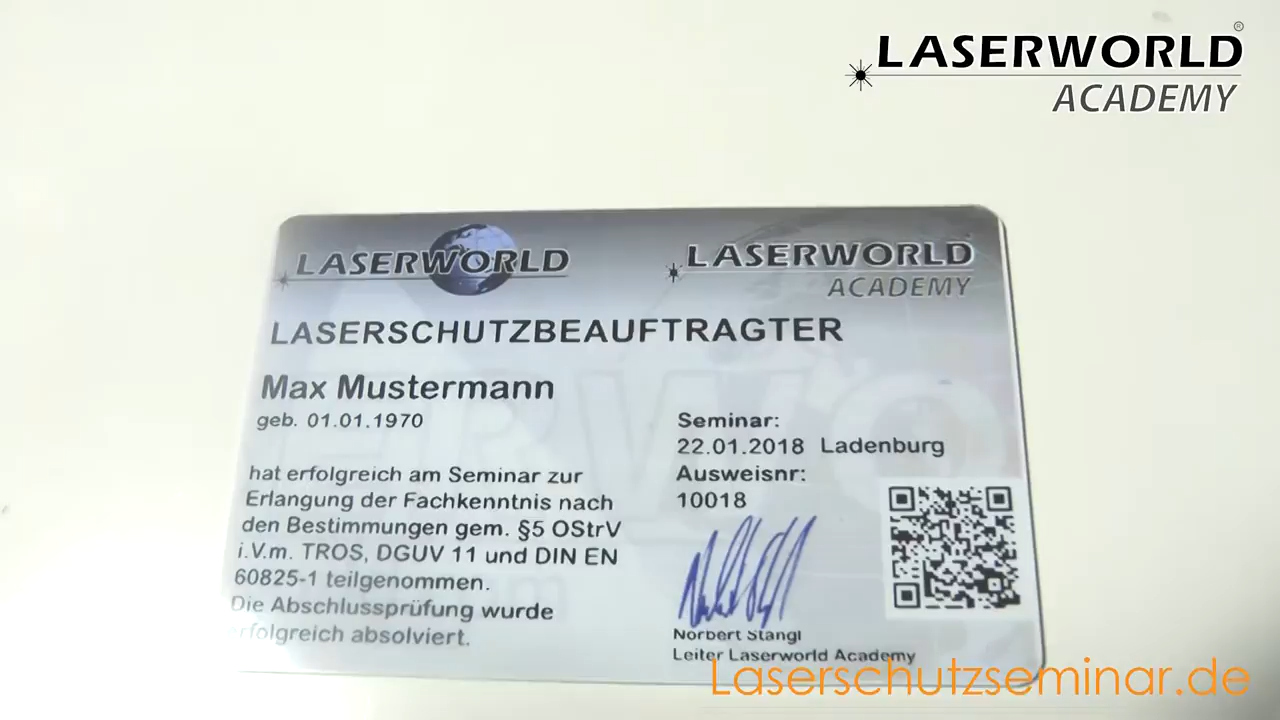 LASERWORLD®
ACADEMY
LASERWORLD
LASERWORLD
ACADEMY
LASERSCHUTZBEAUFTRAGTER
Max Mustermann
geb. 01.01.1970
hat erfolgreich am Seminar zur
Erlangung der Fachkenntnis nach
den Bestimmungen gem. §5 OStrV
i.V.m. TROS, DGUV 11 und DIN EN
60825-1 teilgenommen.
Die Abschlussprüfung wurde
erfolgreich absolviert.
Seminar:
22.01.2018 Ladenburg
Ausweisnr:
10018
Norbert Stangl
Leiter Laserworld Academy
Laserschutzseminar.de